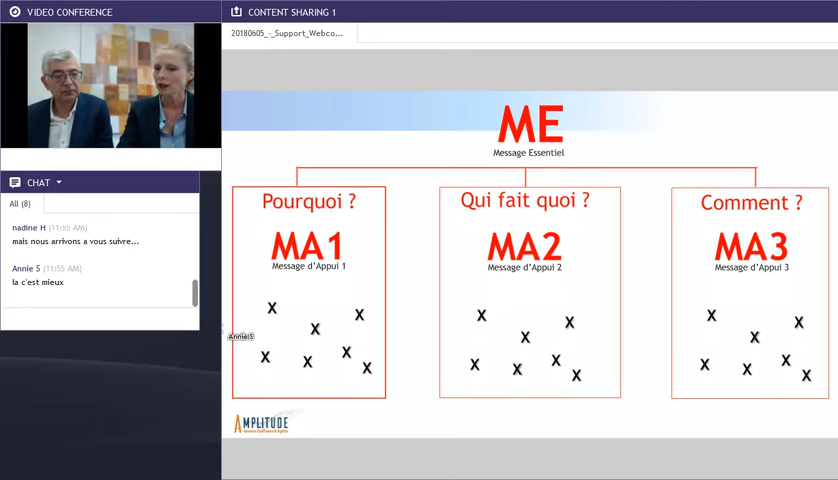 VIDEO CONFERENCE
CONTENT SHARING 1
20180605_-_Support_Webco...
ME
Message Essentiel
Pourquoi ?
MA1
Message d'Appui 1
X X X X X X X
Qui fait quoi ?
MA2
Message d'Appui 2
X X X X X X X
Comment ?
MA3
Message d'Appui 3
X X X X X X X
AMPLITUDE
CHAT
All (8)
nadine H (11:55 AM)
mais nous arrivons a vous suivre...
Annie S (11:55 AM)
la c'est mieux
Annie S